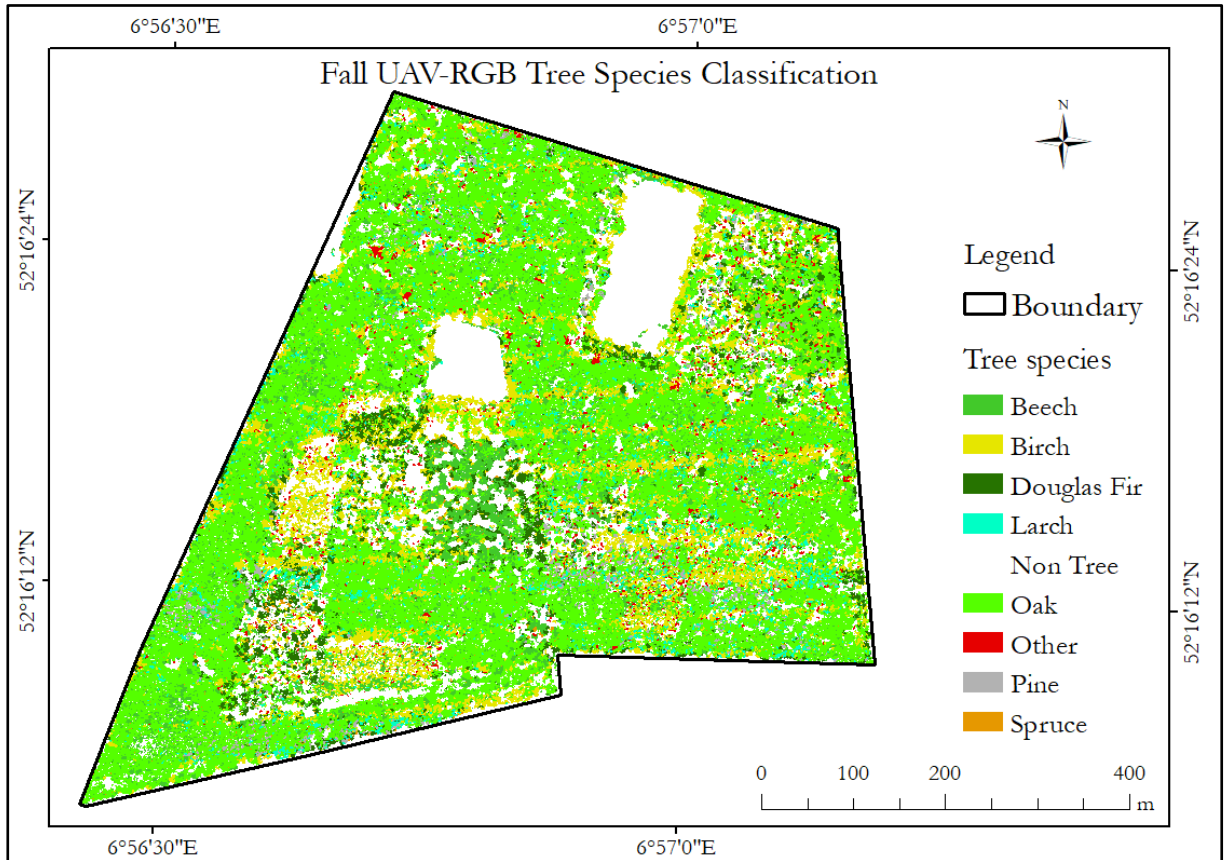 6°56'30"E
6°57'0"E
Fall UAV-RGB Tree Species Classification
N
52°16'24"N
52°16'24"N
Legend
Boundary
Tree species
Beech
Birch
Douglas Fir
Larch
Non Tree
Oak
Other
Pine
Spruce
52°16'12"N
52°16'12"N
0 100 200 400
m
6°56'30"E
6°57'0"E